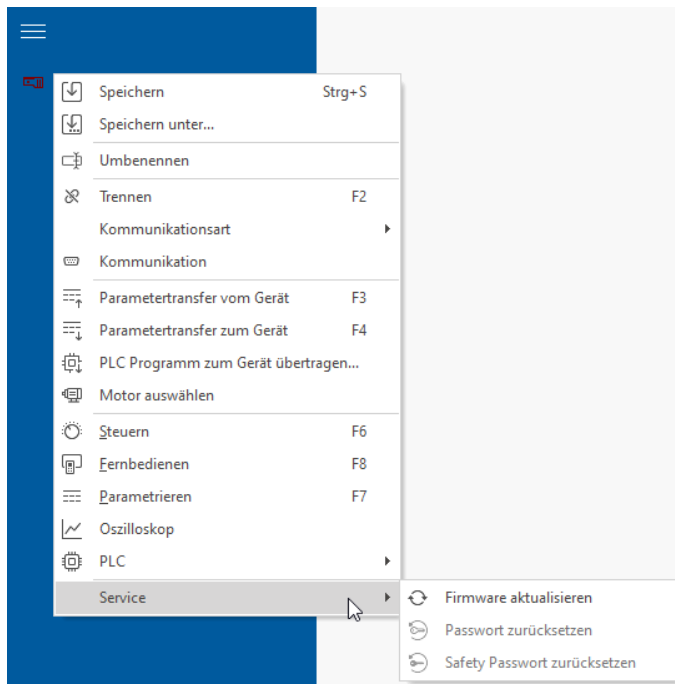 Speichern Strg+S
Speichern unter...
Umbenennen
Trennen F2
Kommunikationsart
Kommunikation
Parametertransfer vom Gerät F3
Parametertransfer zum Gerät F4
PLC Programm zum Gerät übertragen...
Motor auswählen
Steuern F6
Fernbedienen F8
Parametrieren F7
Oszilloskop
PLC
Service
Firmware aktualisieren
Passwort zurücksetzen
Safety Passwort zurücksetzen